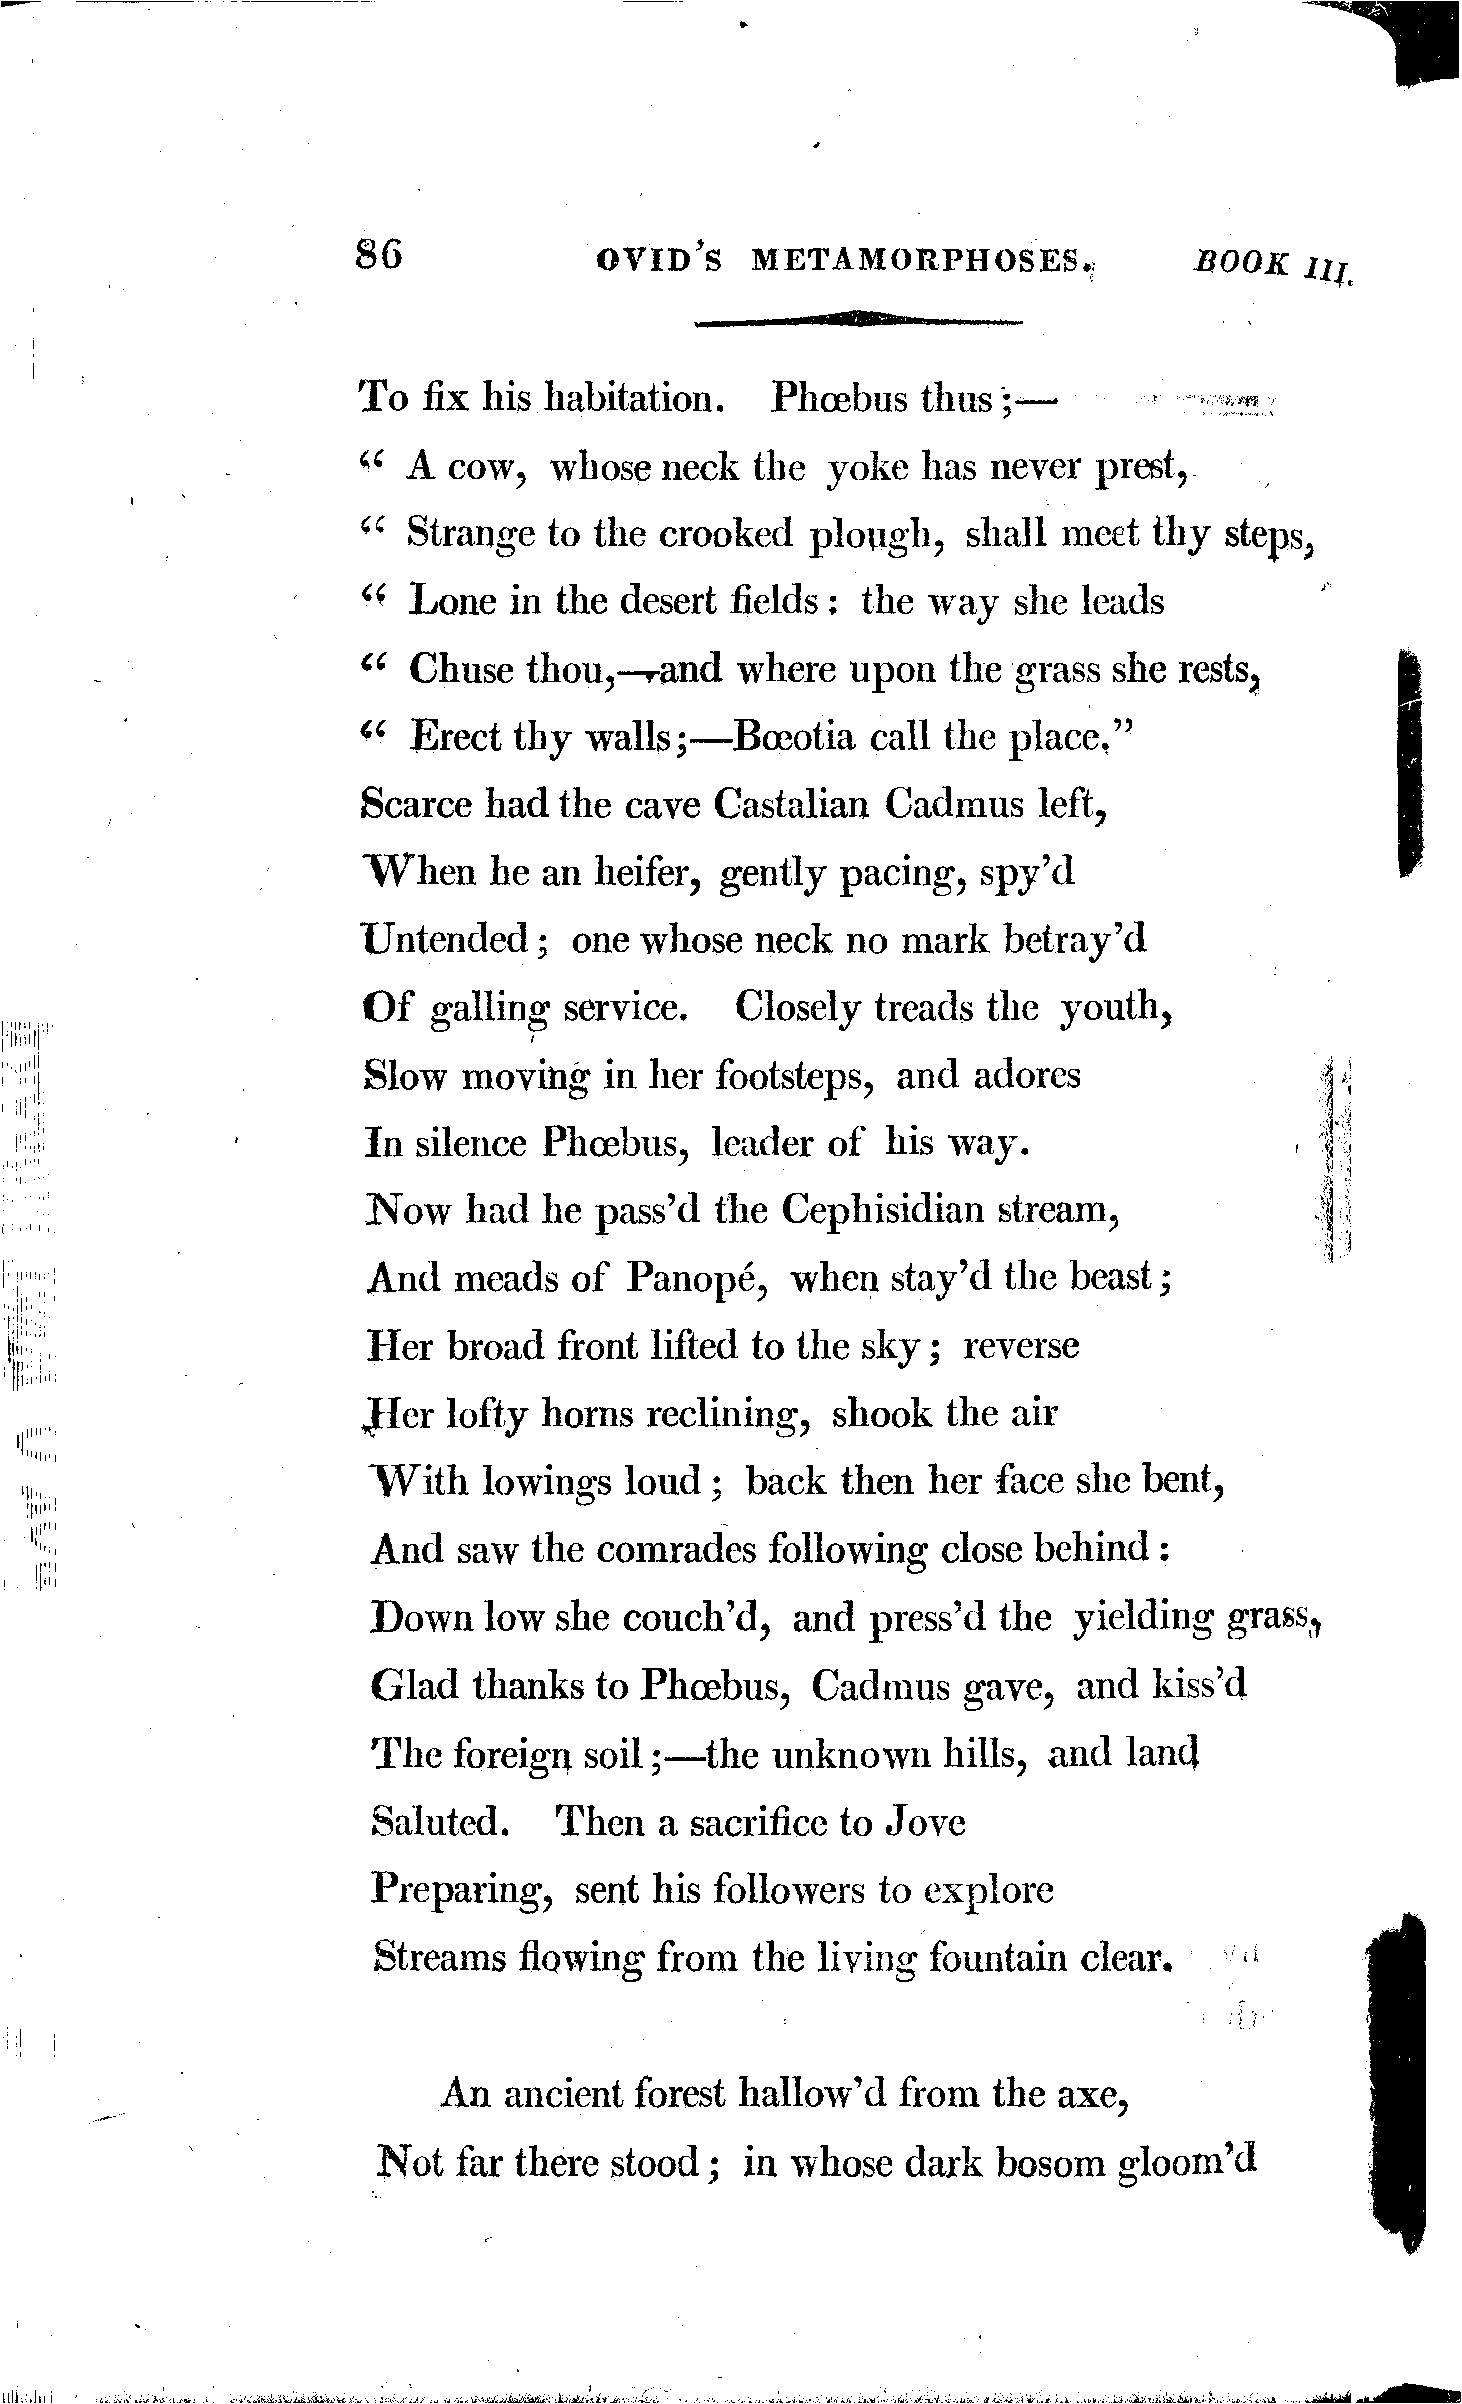 86 OVID'S METAMORPHOSES. BOOK III.
To fix his habitation. Phœbus thus;—
“ A cow, whose neck the yoke has never prest,
“ Strange to the crooked plough, shall meet thy steps,
“ Lone in the desert fields: the way she leads
“ Chuse thou,—and where upon the grass she rests,
“ Erect thy walls;—Bœotia call the place.”
Scarce had the cave Castalian Cadmus left,
When he an heifer, gently pacing, spy'd
Untended; one whose neck no mark betray'd
Of galling service. Closely treads the youth,
Slow moving in her footsteps, and adores
In silence Phœbus, leader of his way.
Now had he pass'd the Cephisidian stream,
And meads of Panopé, when stay'd the beast;
Her broad front lifted to the sky; reverse
Her lofty horns reclining, shook the air
With lowings loud; back then her face she bent,
And saw the comrades following close behind:
Down low she couch'd, and press'd the yielding grass,
Glad thanks to Phœbus, Cadmus gave, and kiss'd
The foreign soil;—the unknown hills, and land
Saluted. Then a sacrifice to Jove
Preparing, sent his followers to explore
Streams flowing from the living fountain clear.
An ancient forest hallow'd from the axe,
Not far there stood; in whose dark bosom gloom'd